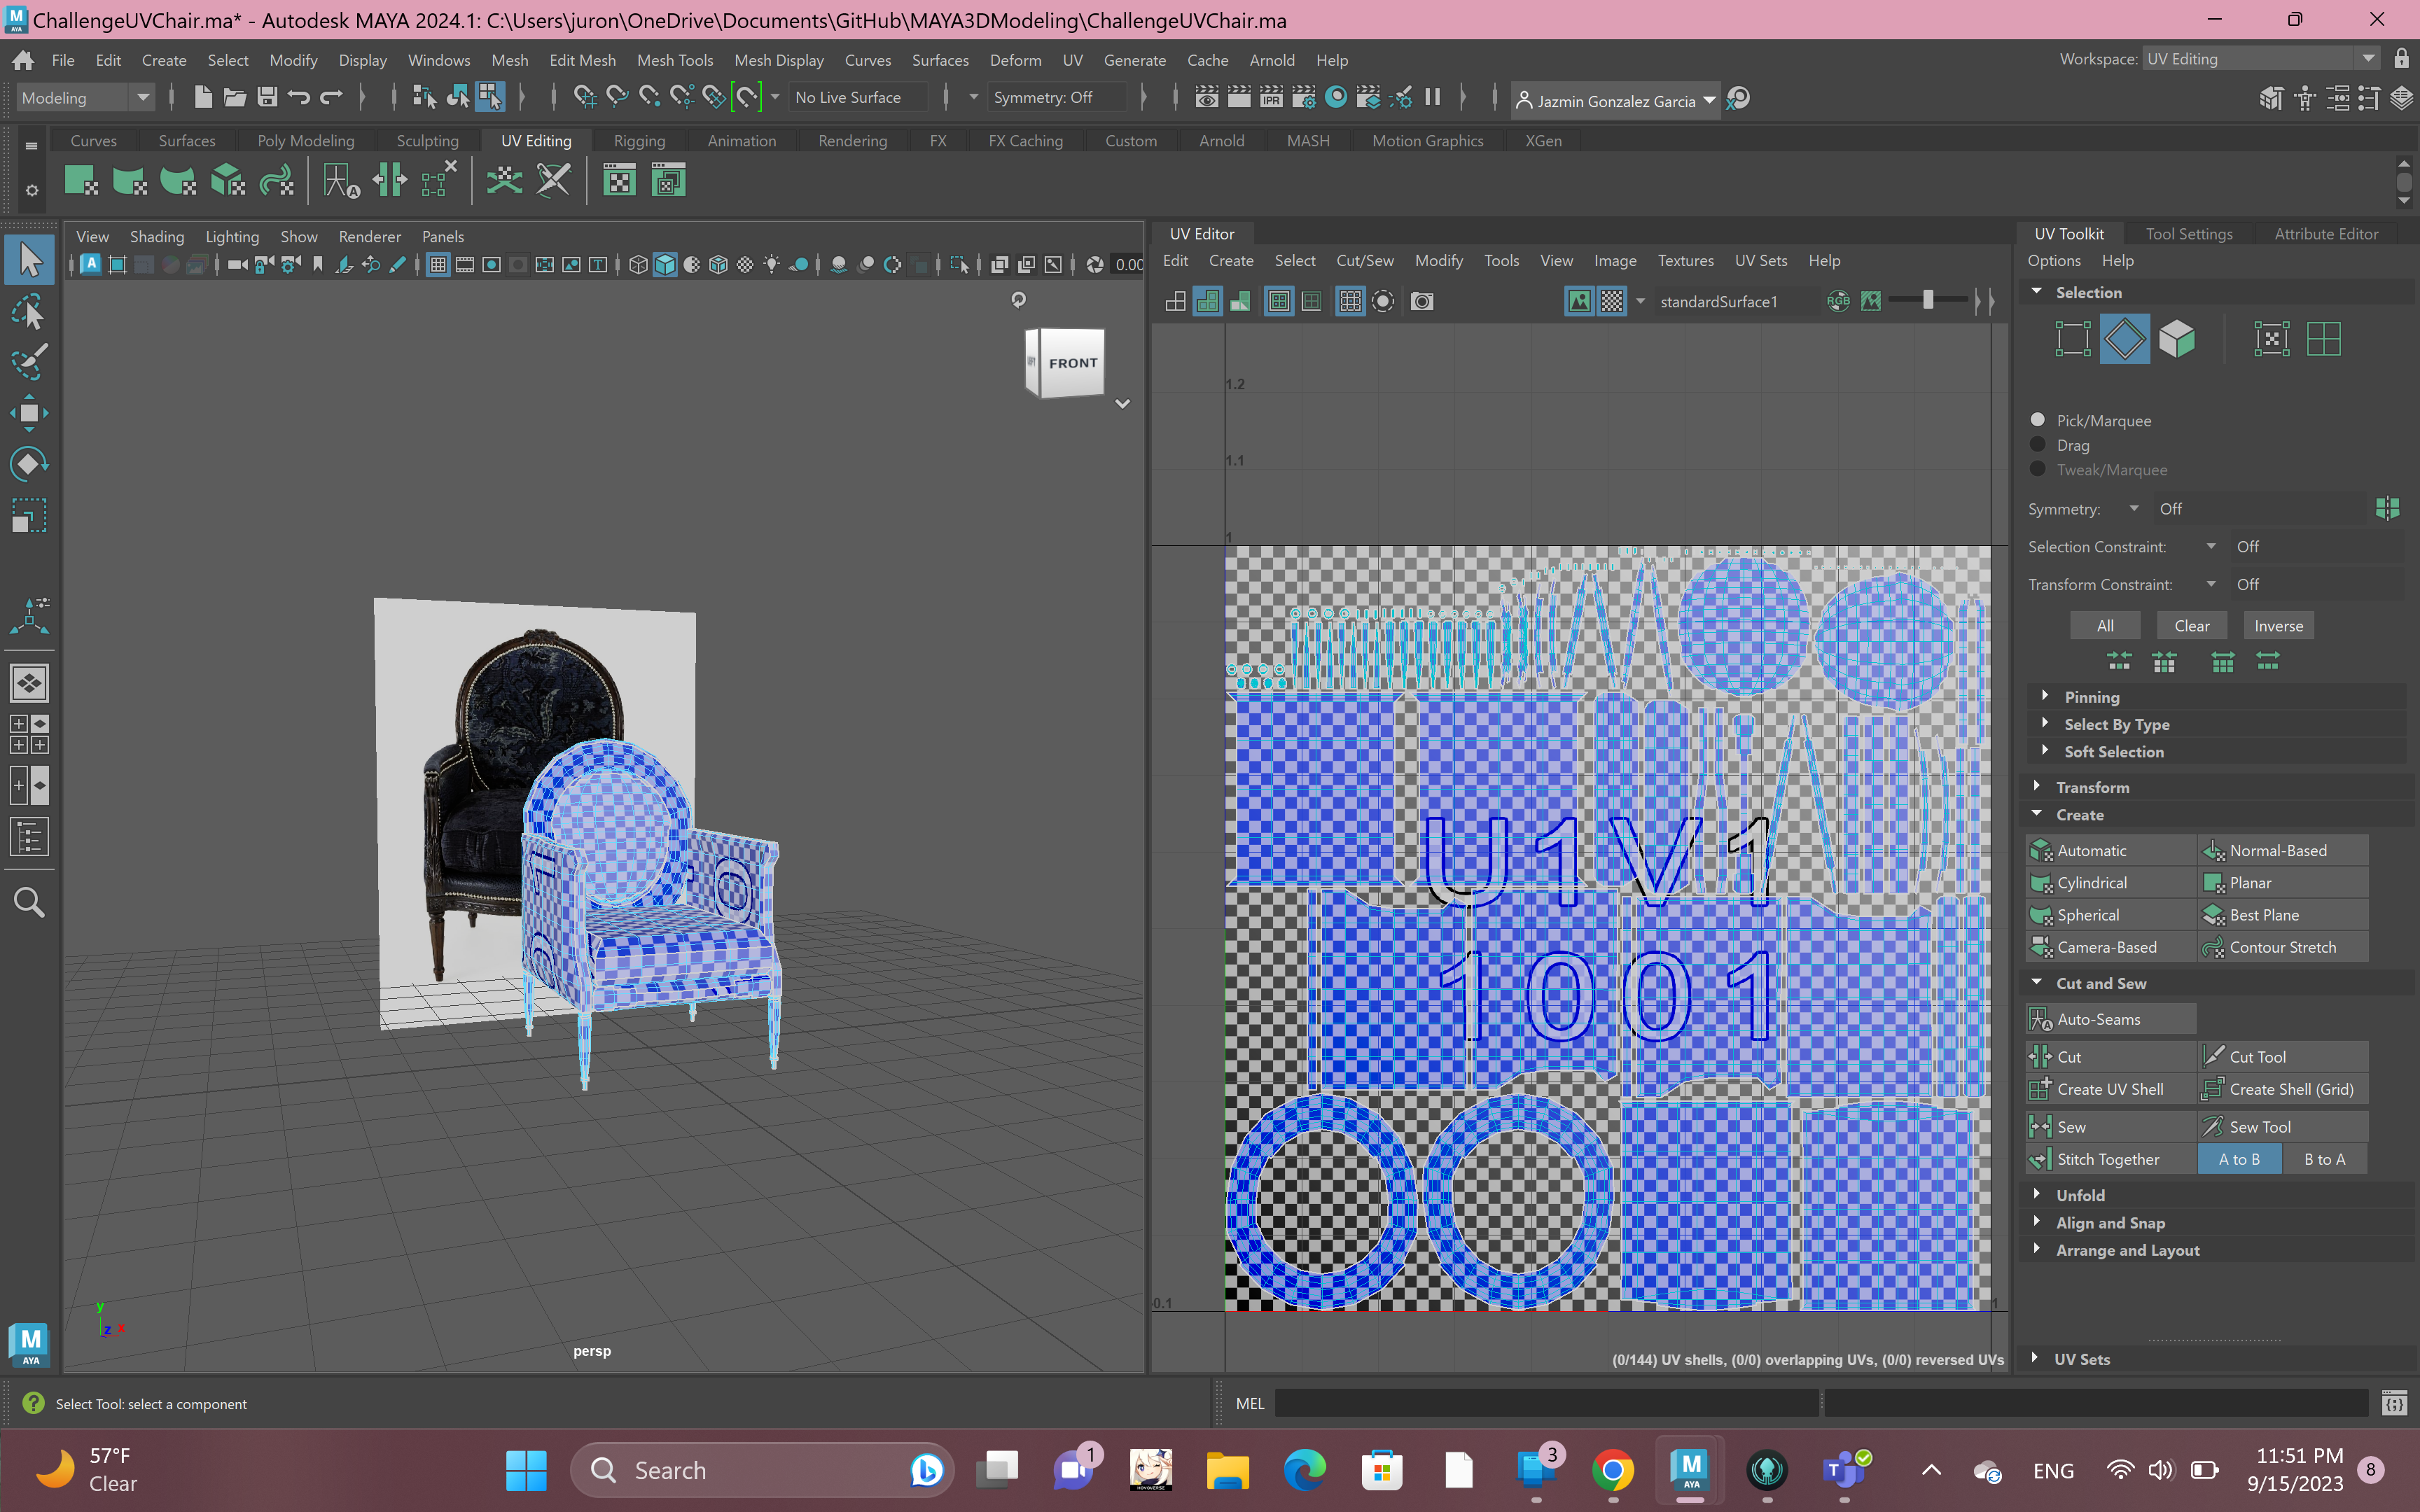 ChallengeUVChair.ma* - Autodesk MAYA 2024.1: C:\Users\juron\OneDrive\Documents\GitHub\MAYA3DModeling\ChallengeUVChair.ma
File Edit Create Select Modify Display Windows Mesh Edit Mesh Mesh Tools Mesh Display Curves Surfaces Deform UV Generate Cache Arnold Help
Workspace: UV Editing
Modeling
No Live Surface
Symmetry: Off
IPR
Jazmin Gonzalez Garcia
Curves Surfaces Poly Modeling Sculpting UV Editing Rigging Animation Rendering FX FX Caching Custom Arnold MASH Motion Graphics XGen
View Shading Lighting Show Renderer Panels
0.00
FRONT
persp
y
z x
UV Editor
Edit Create Select Cut/Sew Modify Tools View Image Textures UV Sets Help
standardSurface1
RGB
1.2
1.1
1
U1V1
1001
0.1
1
(0/144) UV shells, (0/0) overlapping UVs, (0/0) reversed UVs
UV Toolkit Tool Settings Attribute Editor
Options Help
Selection
Pick/Marquee
Drag
Tweak/Marquee
Symmetry: Off
Selection Constraint: Off
Transform Constraint: Off
All Clear Inverse
Pinning
Select By Type
Soft Selection
Transform
Create
Automatic Normal-Based
Cylindrical Planar
Spherical Best Plane
Camera-Based Contour Stretch
Cut and Sew
Auto-Seams
Cut Cut Tool
Create UV Shell Create Shell (Grid)
Sew Sew Tool
Stitch Together A to B B to A
Unfold
Align and Snap
Arrange and Layout
UV Sets
M
AYA
Select Tool: select a component
MEL
57°F
Clear
Search
1
3
ENG
11:51 PM
9/15/2023
8